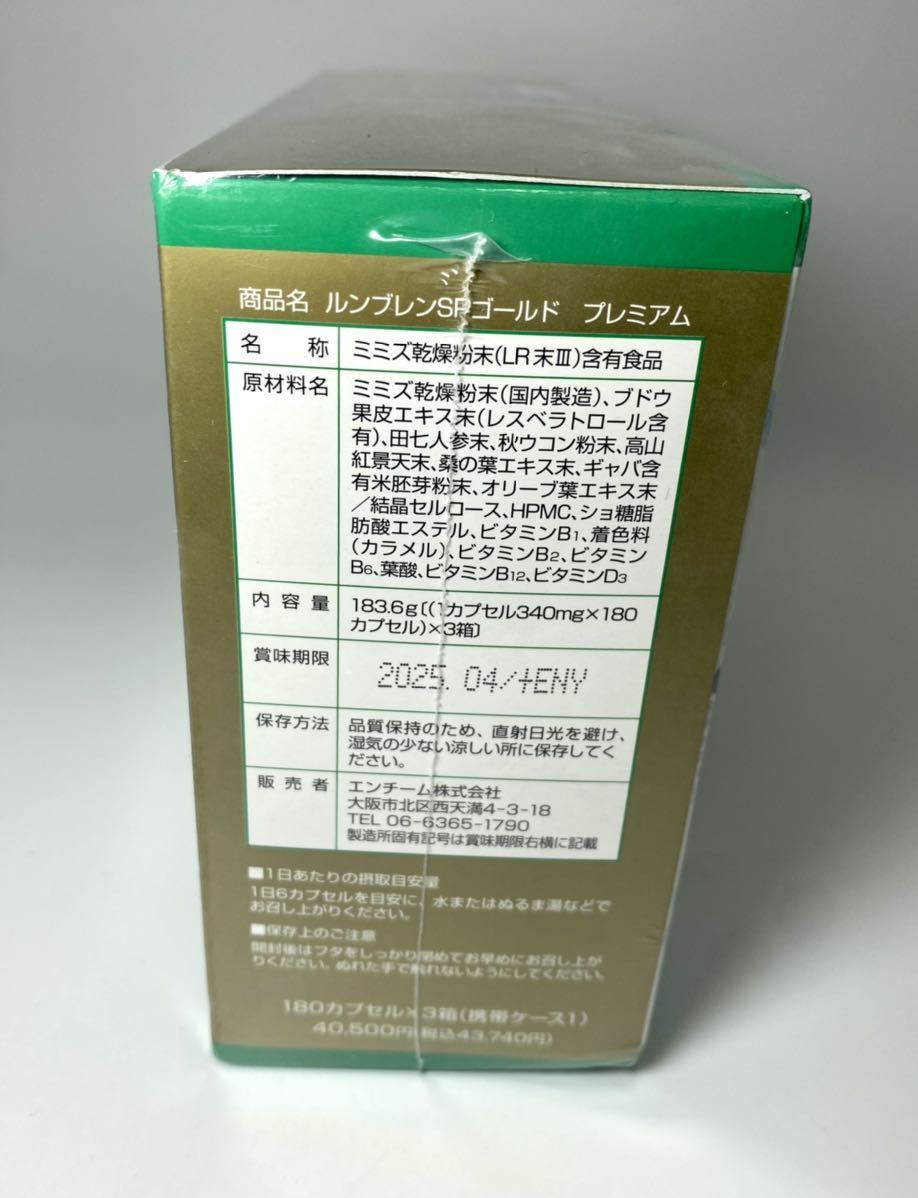 商品名 ルンブレンSPゴールド プレミアム
名称 ミミズ乾燥粉末(LR末Ⅲ)含有食品
原材料名 ミミズ乾燥粉末(国内製造)、ブドウ
果皮エキス末(レスベラトロール含
有)、田七人参末、秋ウコン粉末、高山
紅景天末、桑の葉エキス末、ギャバ含
有米胚芽粉末、オリーブ葉エキス末
/結晶セルロース、HPMC、ショ糖脂
肪酸エステル、ビタミンB1、着色料
(カラメル)、ビタミンB2、ビタミン
B6、葉酸、ビタミンB12、ビタミンD3
内容量 183.6g〔(1カプセル340mg×180
カプセル)×3箱〕
賞味期限 2025. 04/+ENY
保存方法 品質保持のため、直射日光を避け、
湿気の少ない涼しい所に保存してく
ださい。
販売者 エンチーム株式会社
大阪市北区西天満4-3-18
TEL 06-6365-1790
製造所固有記号は賞味期限右横に記載
■1日あたりの摂取目安量
1日6カプセルを目安に、水またはぬるま湯などで
お召し上がりください。
■保存上のご注意
開封後はフタをしっかり閉めてお早めにお召し上が
りください。ぬれた手で触れないようにしてください。
180カプセル×3箱(携帯ケース1)
40,500円(税込43,740円)